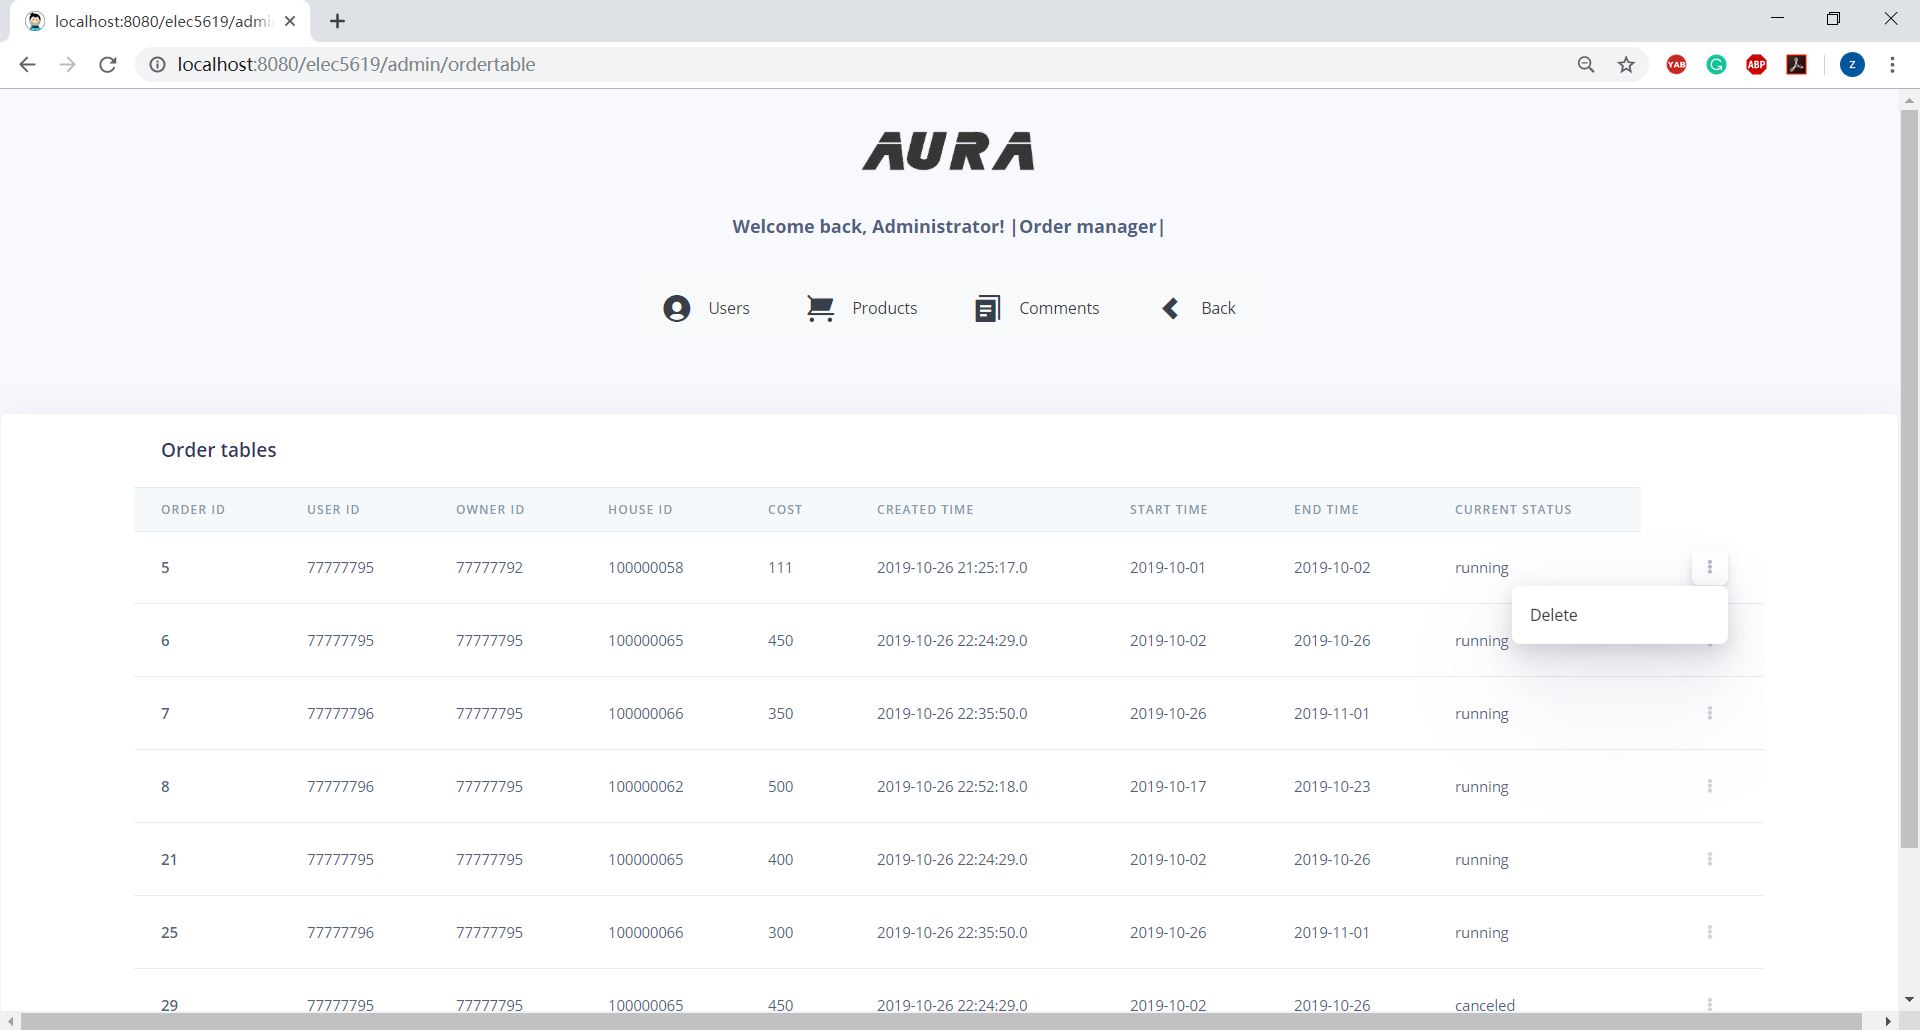 localhost:8080/elec5619/admi
localhost:8080/elec5619/admin/ordertable
YAB
ABP
Z
AURA
Welcome back, Administrator! |Order manager|
Users Products Comments Back
Order tables
ORDER ID USER ID OWNER ID HOUSE ID COST CREATED TIME START TIME END TIME CURRENT STATUS
5 77777795 77777792 100000058 111 2019-10-26 21:25:17.0 2019-10-01 2019-10-02 running
Delete
6 77777795 77777795 100000065 450 2019-10-26 22:24:29.0 2019-10-02 2019-10-26 running
7 77777796 77777795 100000066 350 2019-10-26 22:35:50.0 2019-10-26 2019-11-01 running
8 77777796 77777795 100000062 500 2019-10-26 22:52:18.0 2019-10-17 2019-10-23 running
21 77777795 77777795 100000065 400 2019-10-26 22:24:29.0 2019-10-02 2019-10-26 running
25 77777796 77777795 100000066 300 2019-10-26 22:35:50.0 2019-10-26 2019-11-01 running
29 77777795 77777795 100000065 450 2019-10-26 22:24:29.0 2019-10-02 2019-10-26 canceled